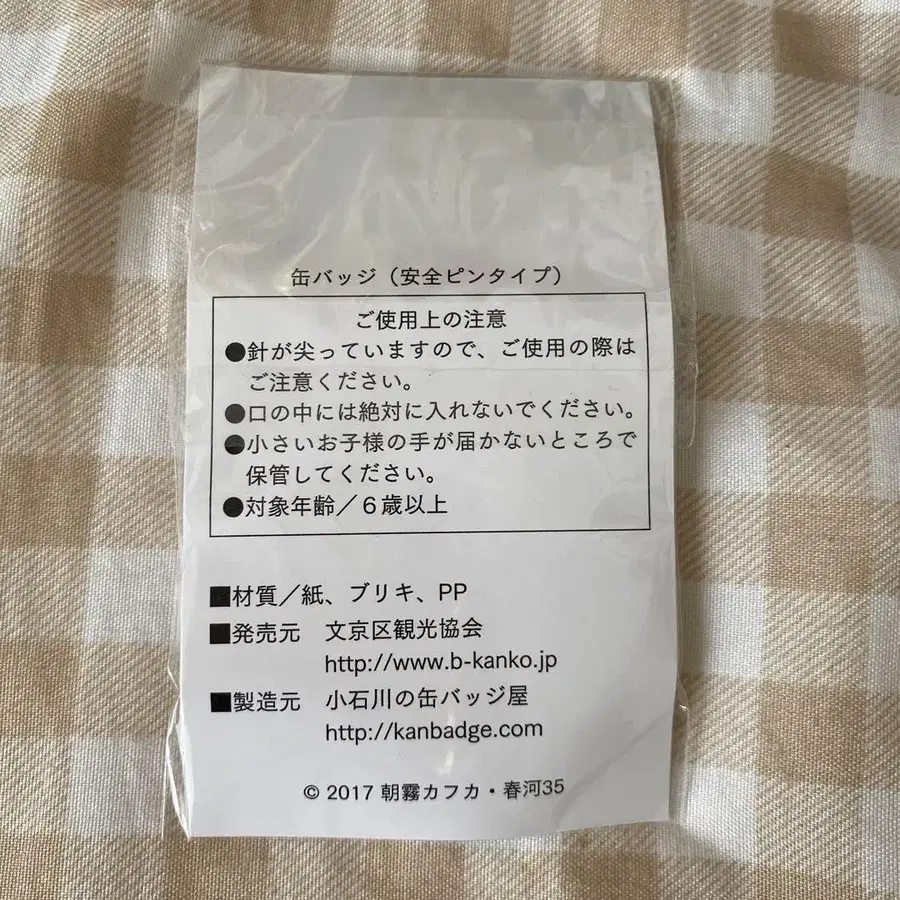 缶バッジ（安全ピンタイプ）
ご使用上の注意
●針が尖っていますので、ご使用の際は
ご注意ください。
●口の中には絶対に入れないでください。
●小さいお子様の手が届かないところで
保管してください。
●対象年齢／６歳以上
■材質／紙、ブリキ、PP
■発売元　文京区観光協会
http://www.b-kanko.jp
■製造元　小石川の缶バッジ屋
http://kanbadge.com
© 2017 朝霧カフカ・春河35